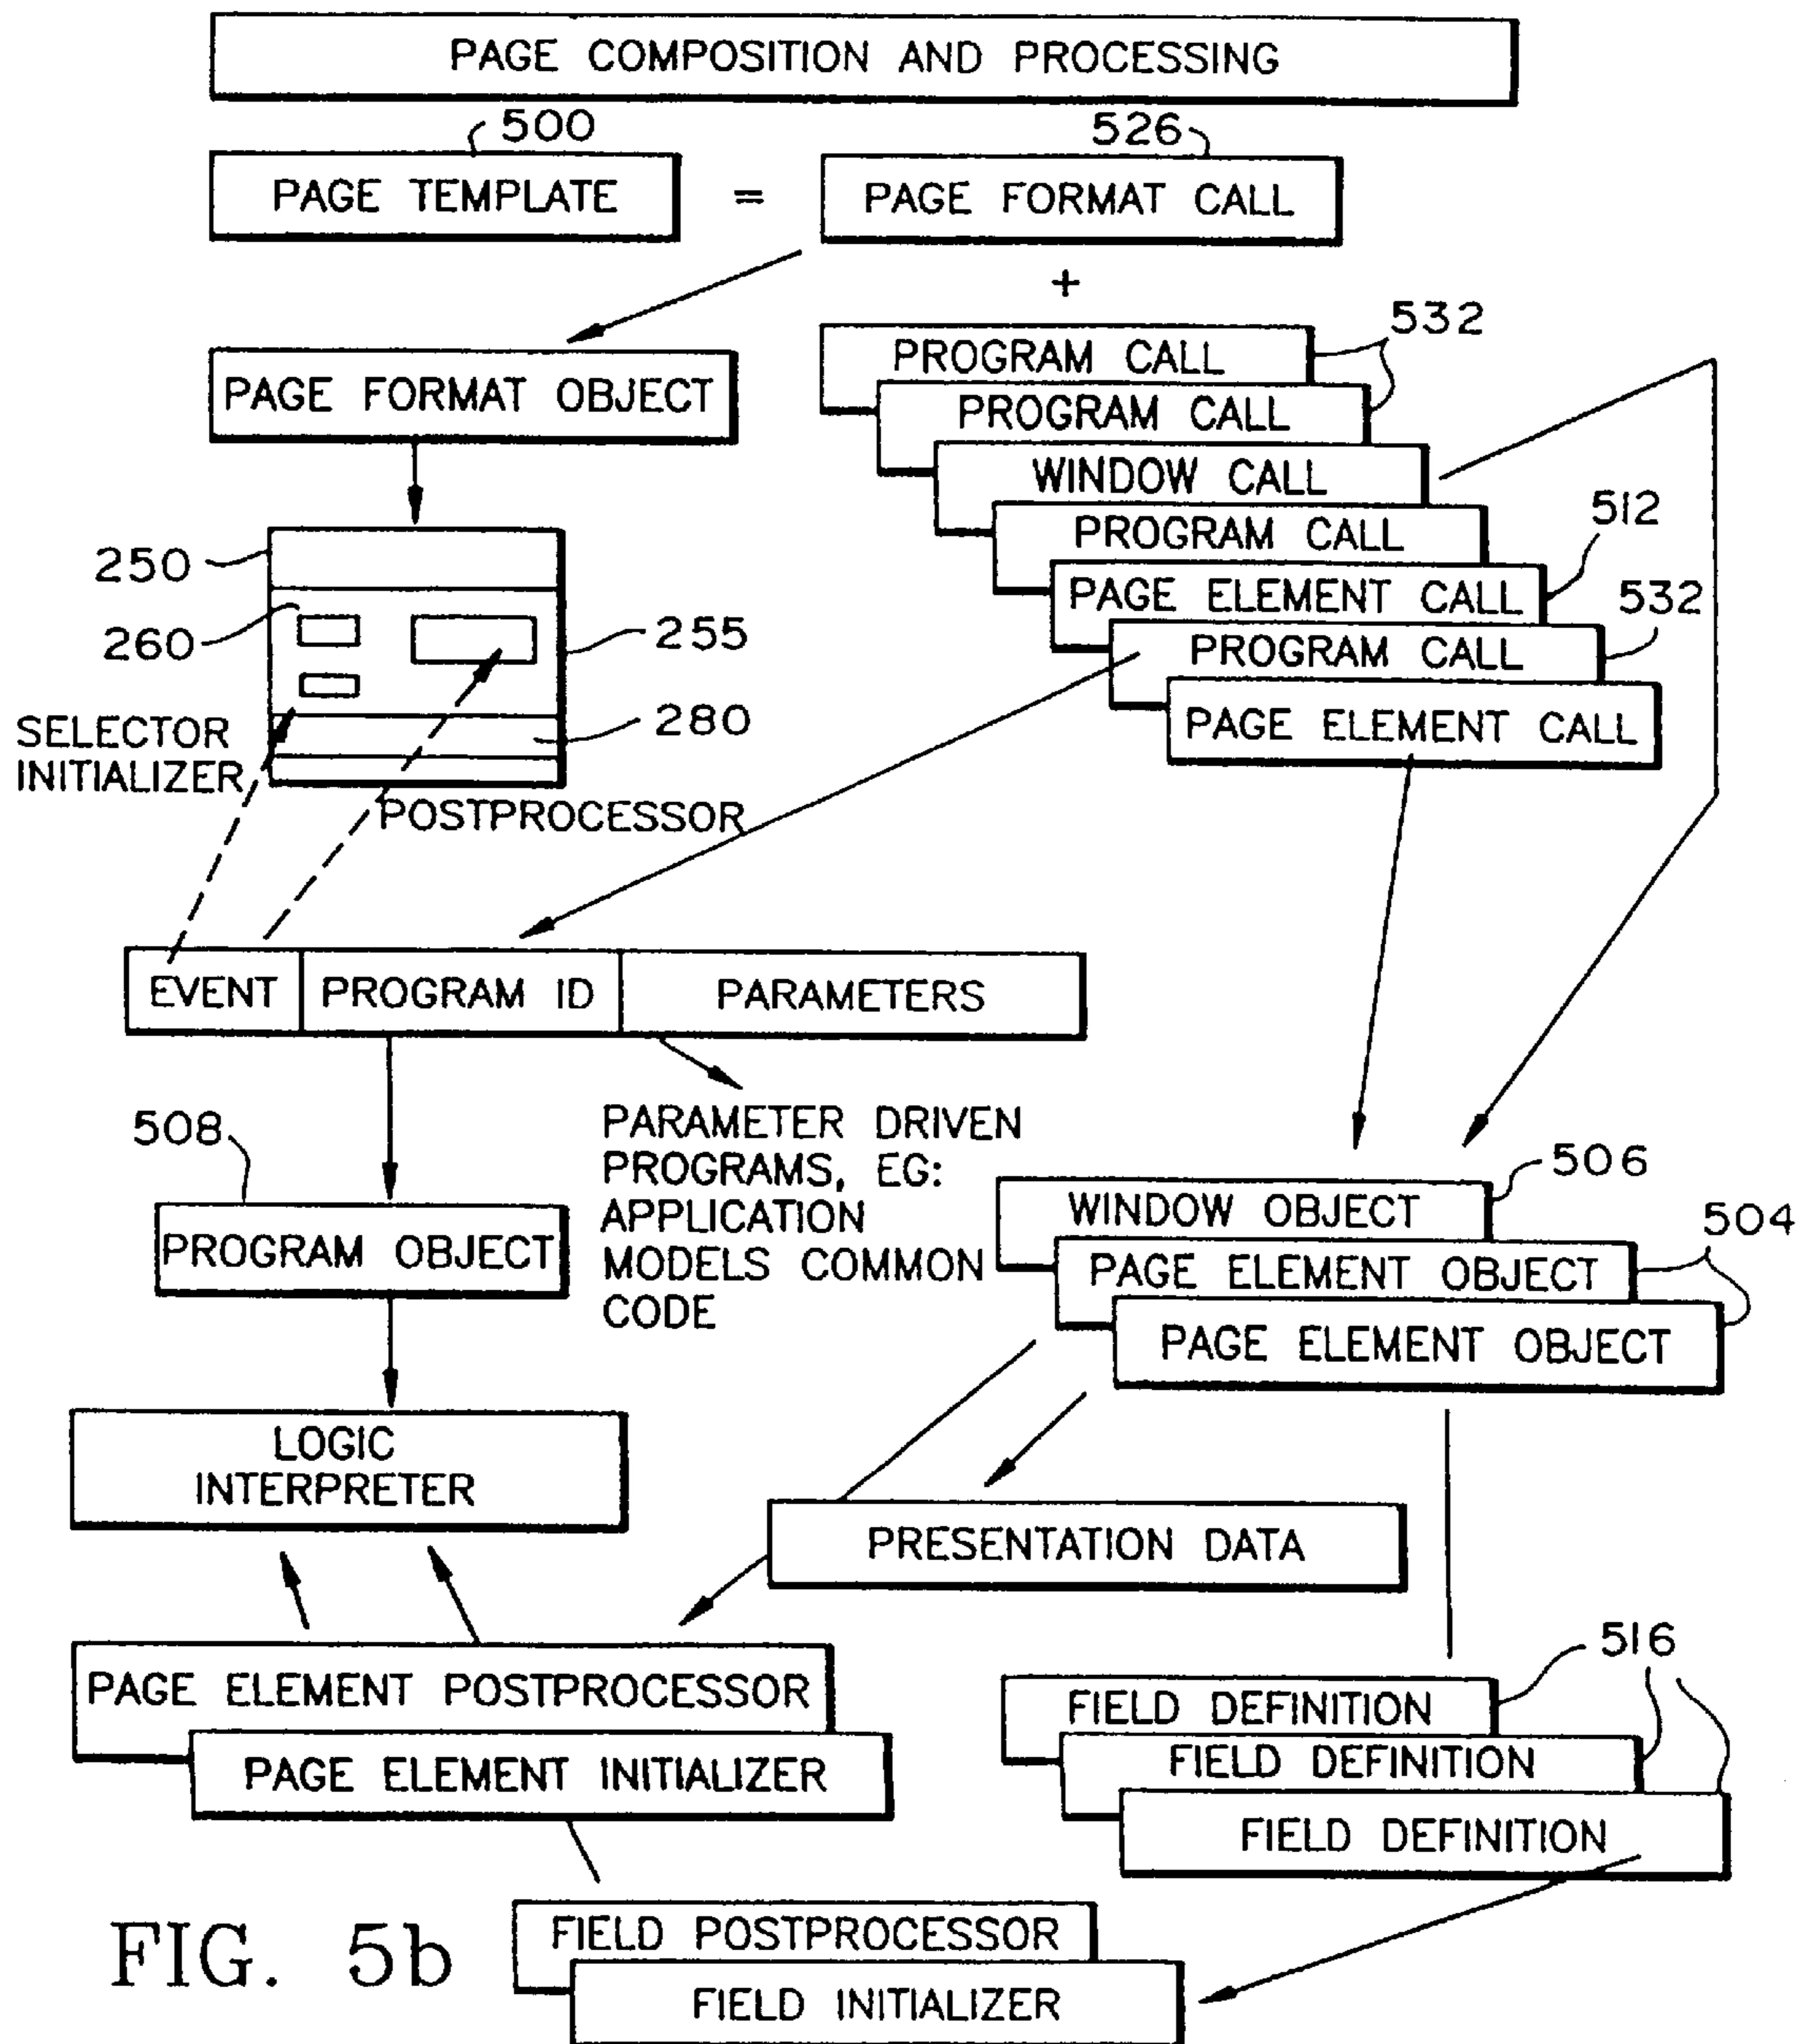 PAGE COMPOSITION AND PROCESSING
500
526
PAGE TEMPLATE
=
PAGE FORMAT CALL
+
532
PROGRAM CALL
PAGE FORMAT OBJECT
PROGRAM CALL
WINDOW CALL
512
PROGRAM CALL
250
PAGE ELEMENT CALL
532
260
255
PROGRAM CALL
280
PAGE ELEMENT CALL
SELECTOR
INITIALIZER
POSTPROCESSOR
EVENT
PROGRAM ID
PARAMETERS
508
PARAMETER DRIVEN
PROGRAMS, EG:
APPLICATION
MODELS COMMON
CODE
506
WINDOW OBJECT
504
PROGRAM OBJECT
PAGE ELEMENT OBJECT
PAGE ELEMENT OBJECT
LOGIC
INTERPRETER
PRESENTATION DATA
516
PAGE ELEMENT POSTPROCESSOR
FIELD DEFINITION
PAGE ELEMENT INITIALIZER
FIELD DEFINITION
FIELD DEFINITION
FIG. 5b
FIELD POSTPROCESSOR
FIELD INITIALIZER